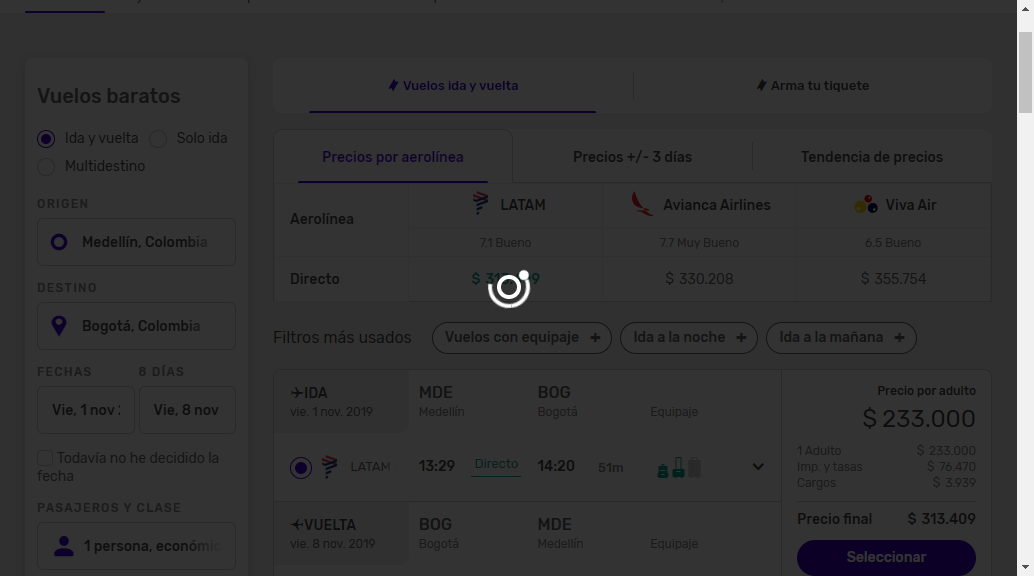 Vuelos baratos
Ida y vuelta
Solo ida
Multidestino
ORIGEN
Medellín, Colombia
DESTINO
Bogotá, Colombia
FECHAS
8 DÍAS
Vie, 1 nov
Vie, 8 nov
Todavía no he decidido la
fecha
PASAJEROS Y CLASE
1 persona, económic
Vuelos ida y vuelta
Arma tu tiquete
Precios por aerolínea
Precios +/- 3 días
Tendencia de precios
Aerolínea
LATAM
Avianca Airlines
Viva Air
7.1 Bueno
7.7 Muy Bueno
6.5 Bueno
Directo
$ 330.208
$ 355.754
Filtros más usados
Vuelos con equipaje +
Ida a la noche +
Ida a la mañana +
IDA
vie. 1 nov. 2019
MDE
Medellín
BOG
Bogotá
Equipaje
LATAM
13:29
Directo
14:20
51m
VUELTA
vie. 8 nov. 2019
BOG
Bogotá
MDE
Medellín
Equipaje
Precio por adulto
$ 233.000
1 Adulto $ 233.000
Imp. y tasas $ 76.470
Cargos $ 3.939
Precio final $ 313.409
Seleccionar